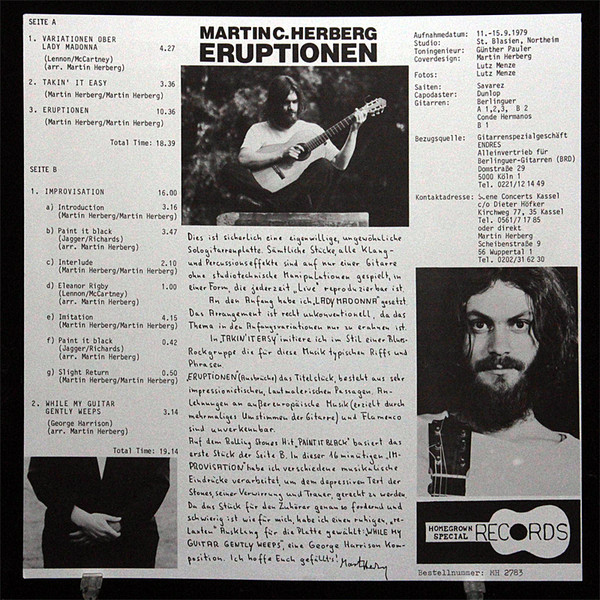 SEITE A
1. VARIATIONEN OBER
LADY MADONNA 4.27
(Lennon/McCartney)
(arr. Martin Herberg)
2. TAKIN' IT EASY 3.36
(Martin Herberg/Martin Herberg)
3. ERUPTIONEN 10.36
(Martin Herberg/Martin Herberg)
Total Time: 18.39
SEITE B
1. IMPROVISATION 16.00
a) Introduction 3.16
(Martin Herberg/Martin Herberg)
b) Paint it black 3.47
(Jagger/Richards)
(arr. Martin Herberg)
c) Interlude 2.10
(Martin Herberg/Martin Herberg)
d) Eleanor Rigby 1.00
(Lennon/McCartney)
(arr. Martin Herberg)
e) Imitation 4.15
(Martin Herberg/Martin Herberg)
f) Paint it black 0.42
(Jagger/Richards)
(arr. Martin Herberg)
g) Slight Return 0.50
(Martin Herberg/Martin Herberg)
2. WHILE MY GUITAR
GENTLY WEEPS 3.14
(George Harrison)
(arr. Martin Herberg)
Total Time: 19.14
MARTIN C. HERBERG
ERUPTIONEN
Dies ist sicherlich eine eigenwillige, ungewöhnliche
Sologitarrenplatte. Sämtliche Stücke, alle Klang-
und Percussionseffekte sind auf nur einer Gitarre
ohne studiotechnische Manipulationen gespielt, in
einer Form, die jederzeit "Live" reproduzierbar ist.
An den Anfang habe ich "LADY MADONNA" gesetzt.
Das Arrangement ist recht unkonventionell, da das
Thema in den Anfangsvariationen nur zu erahnen ist.
In "TAKIN' IT EASY" imitiere ich im Stil einer Blues-
Rockgruppe die für diese Musik typischen Riffs und
Phrasen.
ERUPTIONEN (Ausbrüche) das Titelstück, besteht aus sehr
impressionistischen, lautmalerischen Passagen. An-
lehnungen an außereuropäische Musik (erzielt durch
mehrmaliges Umstimmen der Gitarre) und Flamenco
sind unverkennbar.
Auf dem Rolling Stones Hit "PAINT IT BLACK" basiert das
erste Stück der Seite B. In dieser 16 minütigen "IM-
PROVISATION" habe ich verschiedene musikalische
Eindrücke verarbeitet, um dem depressiven Text der
Stones, seiner Verwirrung und Trauer, gerecht zu werden.
Da das Stück für den Zuhörer genauso fordernd und
schwierig ist wie für mich, habe ich einen ruhigen, "re-
laxten" Ausklang für die Platte gewählt: "WHILE MY
GUITAR GENTLY WEEPS", eine George Harrison Kom-
position. Ich hoffe Euch gefällt's!
Aufnahmedatum: 11.-15.9.1979
Studio: St. Blasien, Northeim
Toningenieur: Günther Pauler
Coverdesign: Martin Herberg
Lutz Menze
Fotos: Lutz Menze
Saiten: Savarez
Capodaster: Dunlop
Gitarren: Berlinguer
A 1,2,3, B 2
Conde Hermanos
B 1
Bezugsquelle: Gitarrenspezialgeschäft
ENDRES
Alleinvertrieb für
Berlinguer-Gitarren (BRD)
Domstraße 29
5000 Köln 1
Tel. 0221/12 14 49
Kontaktadresse: Scene Concerts Kassel
c/o Dieter Höfker
Kirchweg 77, 35 Kassel
Tel. 0561/7 17 85
oder direkt
Martin Herberg
Scheibenstraße 9
56 Wuppertal 1
Tel. 0202/31 62 30
HOMEGROWN
SPECIAL
RECORDS
Bestellnummer: KH 2783